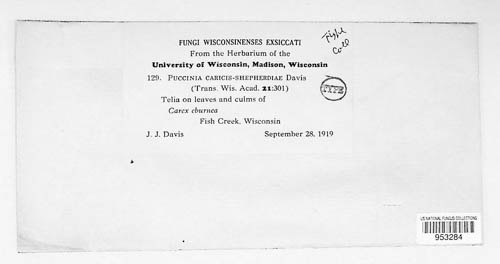 Type
Coll
FUNGI WISCONSINENSES EXSICCATI
From the Herbarium of the
University of Wisconsin, Madison, Wisconsin
129. PUCCINIA CARICIS-SHEPHERDIAE Davis
(Trans. Wis. Acad. 21:301)
TYPE
Telia on leaves and culms of
Carex eburnea
Fish Creek, Wisconsin
J. J. Davis September 28, 1919
US NATIONAL FUNGUS COLLECTIONS
953284